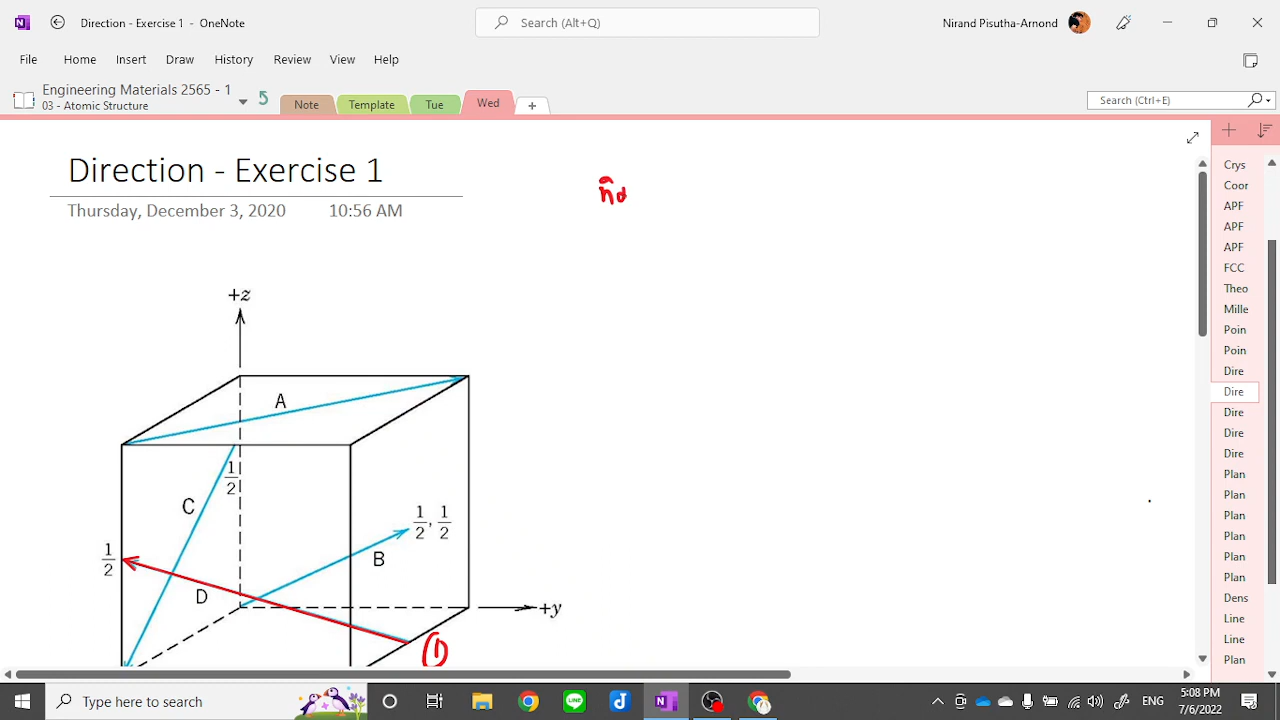 Direction - Exercise 1 - OneNote
Search (Alt+Q)
Nirand Pisutha-Arnond
File Home Insert Draw History Review View Help
Engineering Materials 2565 - 1
03 - Atomic Structure
Note Template Tue Wed +
Search (Ctrl+E)
Direction - Exercise 1
Thursday, December 3, 2020 10:56 AM
Crys
Coor
APF
APF
APF
FCC
Theo
Mille
Poin
Poin
Dire
Dire
Dire
Dire
Dire
Plan
Plan
Plan
Plan
Plan
Plan
Dens
Line
Line
Plan
+z
A
1/2
C
1/2, 1/2
B
1/2
D
+y
1
Type here to search
LINE
5:08 PM
7/6/2022